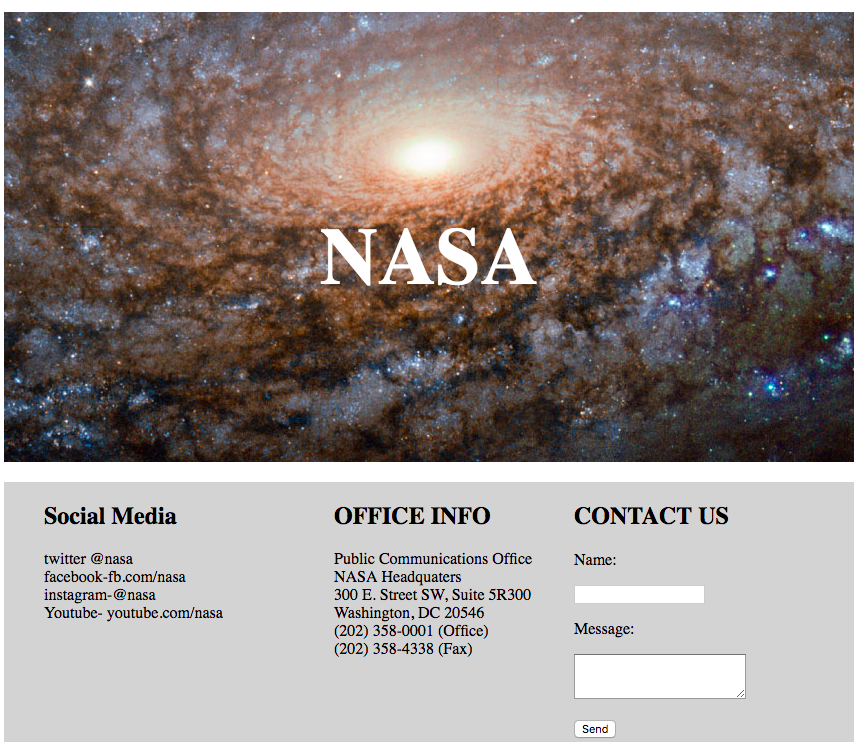 NASA
Social Media
twitter @nasa
facebook-fb.com/nasa
instagram-@nasa
Youtube- youtube.com/nasa
OFFICE INFO
Public Communications Office
NASA Headquaters
300 E. Street SW, Suite 5R300
Washington, DC 20546
(202) 358-0001 (Office)
(202) 358-4338 (Fax)
CONTACT US
Name:
Message:
Send